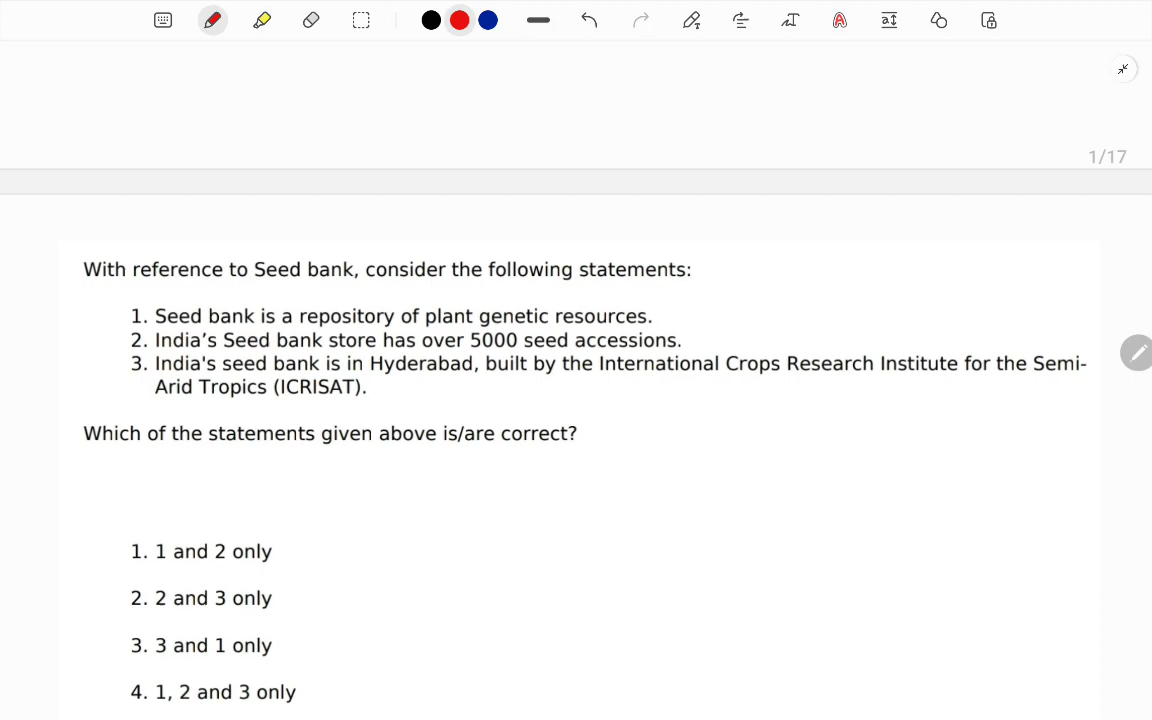 1/17
With reference to Seed bank, consider the following statements:
1. Seed bank is a repository of plant genetic resources.
2. India’s Seed bank store has over 5000 seed accessions.
3. India's seed bank is in Hyderabad, built by the International Crops Research Institute for the Semi-
Arid Tropics (ICRISAT).
Which of the statements given above is/are correct?
1. 1 and 2 only
2. 2 and 3 only
3. 3 and 1 only
4. 1, 2 and 3 only